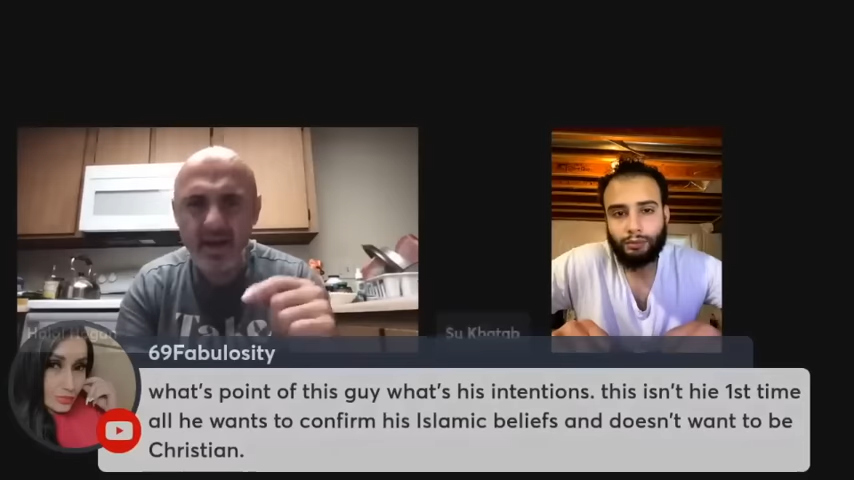 Take
Su Khatab
69Fabulosity
what's point of this guy what's his intentions. this isn't hie 1st time
all he wants to confirm his Islamic beliefs and doesn't want to be
Christian.